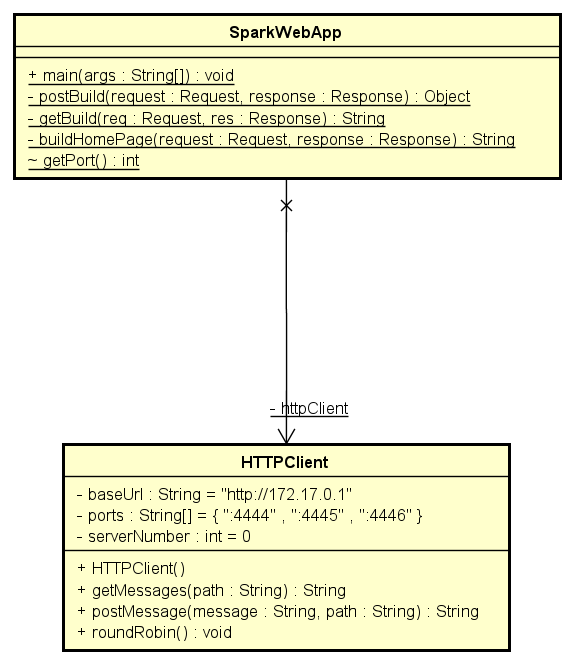 SparkWebApp
+ main(args : String[]) : void
- postBuild(request : Request, response : Response) : Object
- getBuild(req : Request, res : Response) : String
- buildHomePage(request : Request, response : Response) : String
~ getPort() : int
- httpClient
HTTPClient
- baseUrl : String = "http://172.17.0.1"
- ports : String[] = { ":4444" , ":4445" , ":4446" }
- serverNumber : int = 0
+ HTTPClient()
+ getMessages(path : String) : String
+ postMessage(message : String, path : String) : String
+ roundRobin() : void